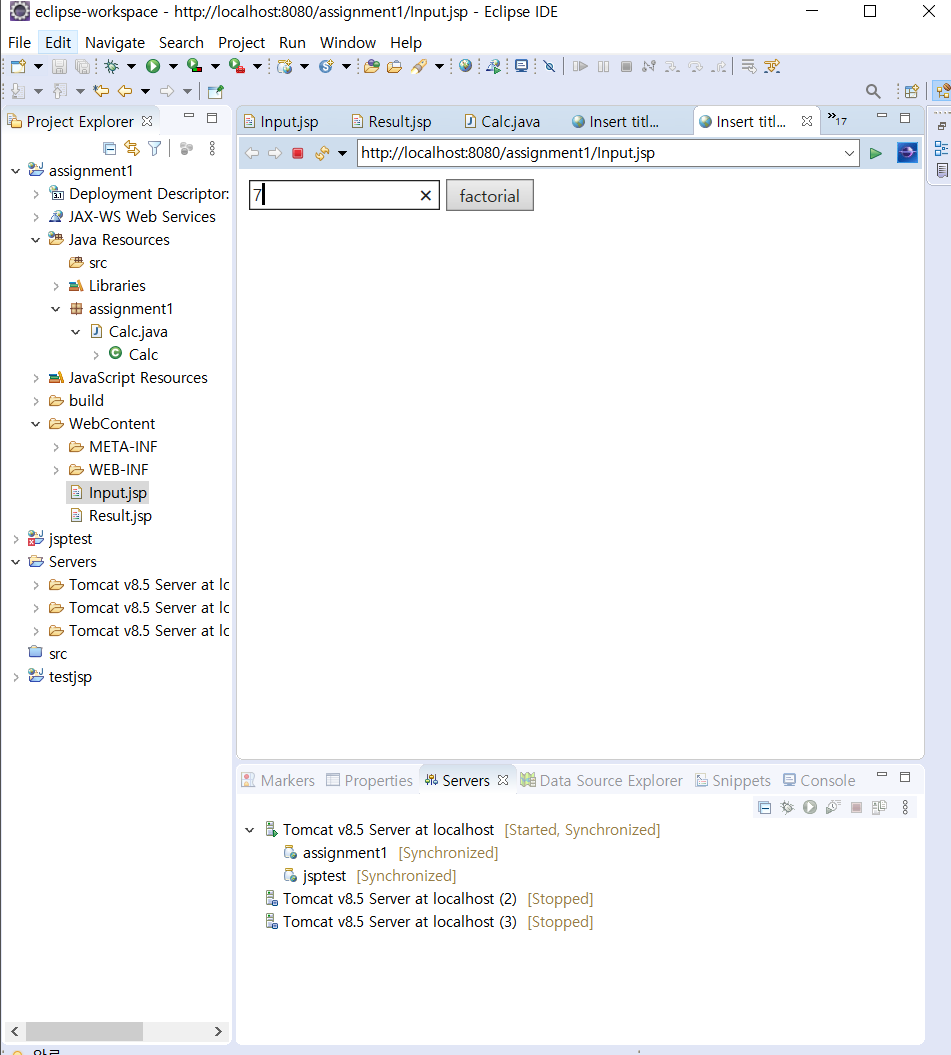 eclipse-workspace - http://localhost:8080/assignment1/Input.jsp - Eclipse IDE
File Edit Navigate Search Project Run Window Help
Project Explorer
assignment1
Deployment Descriptor:
JAX-WS Web Services
Java Resources
src
Libraries
assignment1
Calc.java
Calc
JavaScript Resources
build
WebContent
META-INF
WEB-INF
Input.jsp
Result.jsp
jsptest
Servers
Tomcat v8.5 Server at lc
Tomcat v8.5 Server at lc
Tomcat v8.5 Server at lc
src
testjsp
Input.jsp Result.jsp Calc.java Insert titl... Insert titl... »17
http://localhost:8080/assignment1/Input.jsp
7 factorial
Markers Properties Servers Data Source Explorer Snippets Console
Tomcat v8.5 Server at localhost [Started, Synchronized]
assignment1 [Synchronized]
jsptest [Synchronized]
Tomcat v8.5 Server at localhost (2) [Stopped]
Tomcat v8.5 Server at localhost (3) [Stopped]